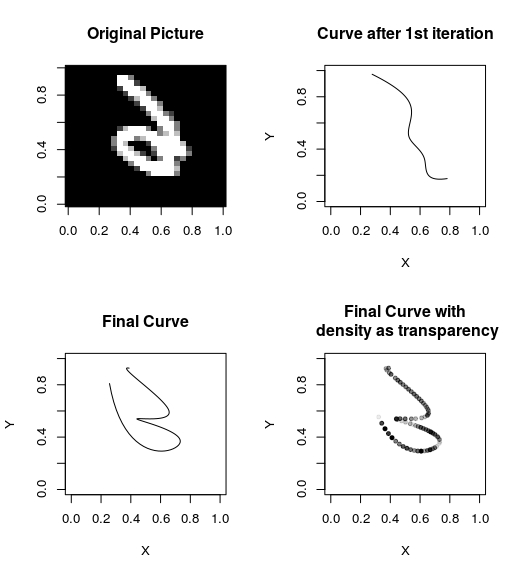 Original Picture
0.0 0.4 0.8
0.0 0.2 0.4 0.6 0.8 1.0
Curve after 1st iteration
Y
0.0 0.4 0.8
0.0 0.2 0.4 0.6 0.8 1.0
X
Final Curve
Y
0.0 0.4 0.8
0.0 0.2 0.4 0.6 0.8 1.0
X
Final Curve with
density as transparency
Y
0.0 0.4 0.8
0.0 0.2 0.4 0.6 0.8 1.0
X